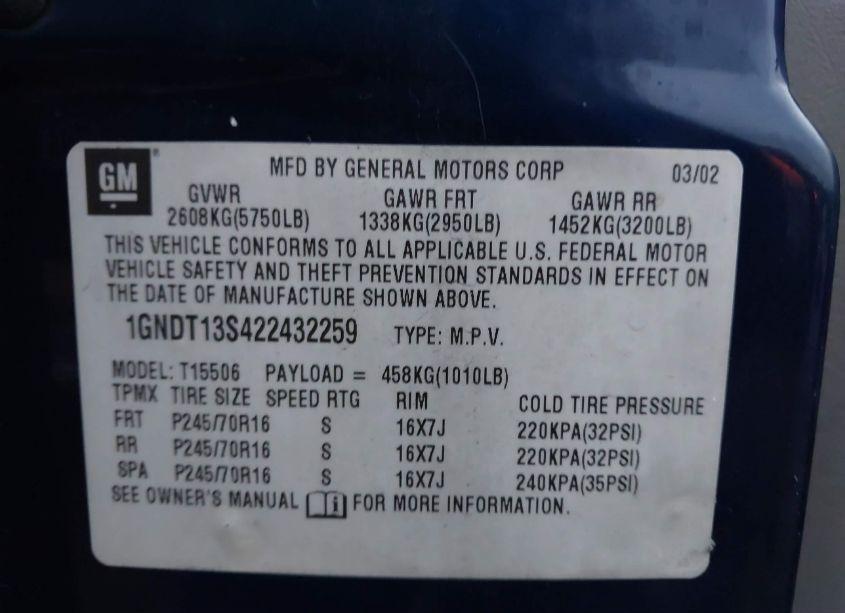 GM MFD BY GENERAL MOTORS CORP 03/02
GVWR GAWR FRT GAWR RR
2608KG(5750LB) 1338KG(2950LB) 1452KG(3200LB)
THIS VEHICLE CONFORMS TO ALL APPLICABLE U.S. FEDERAL MOTOR
VEHICLE SAFETY AND THEFT PREVENTION STANDARDS IN EFFECT ON
THE DATE OF MANUFACTURE SHOWN ABOVE.
1GNDT13S422432259 TYPE: M.P.V.
MODEL: T15506 PAYLOAD = 458KG(1010LB)
TPMX TIRE SIZE SPEED RTG RIM COLD TIRE PRESSURE
FRT P245/70R16 S 16X7J 220KPA(32PSI)
RR P245/70R16 S 16X7J 220KPA(32PSI)
SPA P245/70R16 S 16X7J 240KPA(35PSI)
SEE OWNER'S MANUAL i FOR MORE INFORMATION.